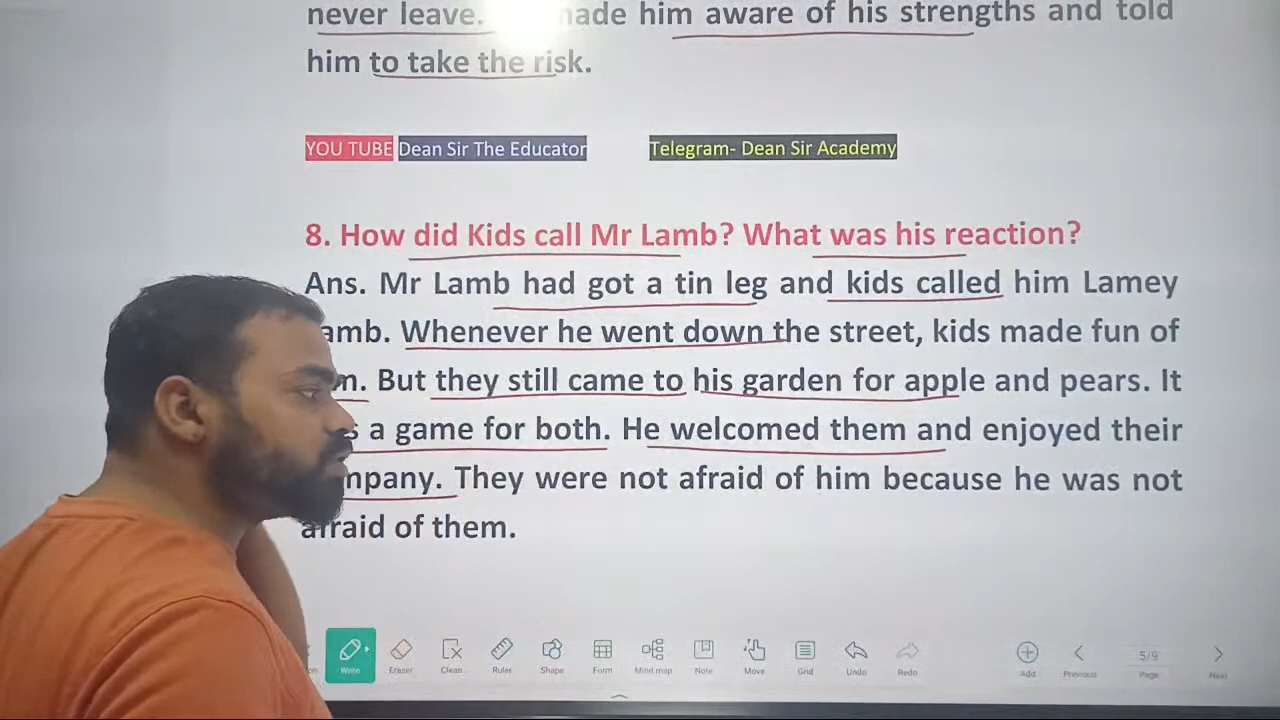 never leave. made him aware of his strengths and told
him to take the risk.
YOU TUBE Dean Sir The Educator Telegram- Dean Sir Academy
8. How did Kids call Mr Lamb? What was his reaction?
Ans. Mr Lamb had got a tin leg and kids called him Lamey
Whenever he went down the street, kids made fun of
But they still came to his garden for apple and pears. It
a game for both. He welcomed them and enjoyed their
They were not afraid of him because he was not
afraid of them.
Write Eraser Clean Ruler Shape Form Mind map Note Move Grid Undo Redo Add Previous 5/9 Page Next